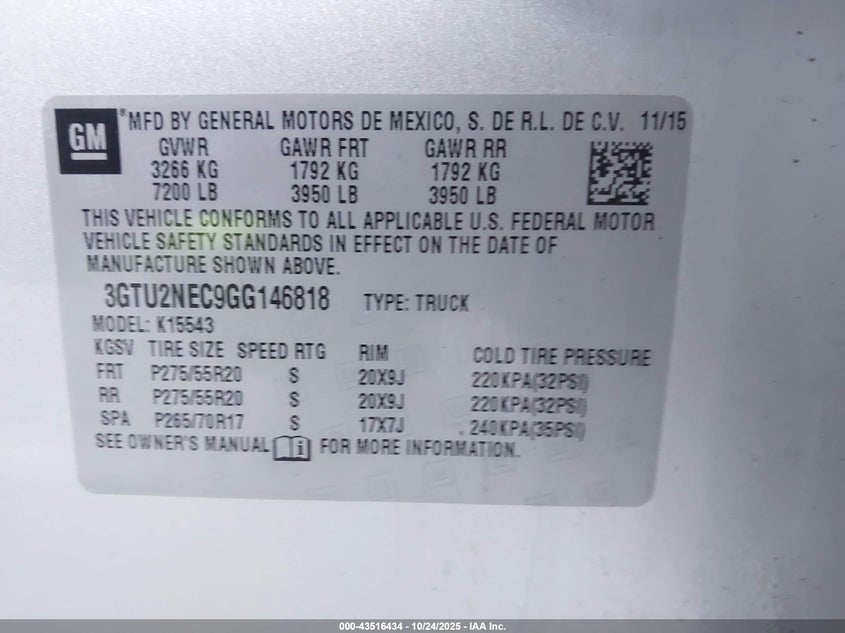 GM
®MFD BY GENERAL MOTORS DE MEXICO, S. DE R.L. DE C.V. 11/15
GVWR GAWR FRT GAWR RR
3266 KG 1792 KG 1792 KG
7200 LB 3950 LB 3950 LB
THIS VEHICLE CONFORMS TO ALL APPLICABLE U.S. FEDERAL MOTOR
VEHICLE SAFETY STANDARDS IN EFFECT ON THE DATE OF
MANUFACTURE SHOWN ABOVE.
3GTU2NEC9GG146818 TYPE: TRUCK
MODEL: K15543
KGSV TIRE SIZE SPEED RTG RIM COLD TIRE PRESSURE
FRT P275/55R20 S 20X9J 220KPA(32PSI)
RR P275/55R20 S 20X9J 220KPA(32PSI)
SPA P265/70R17 S 17X7J 240KPA(35PSI)
SEE OWNER'S MANUAL i FOR MORE INFORMATION.
000-43516434 - 10/24/2025 - IAA Inc.